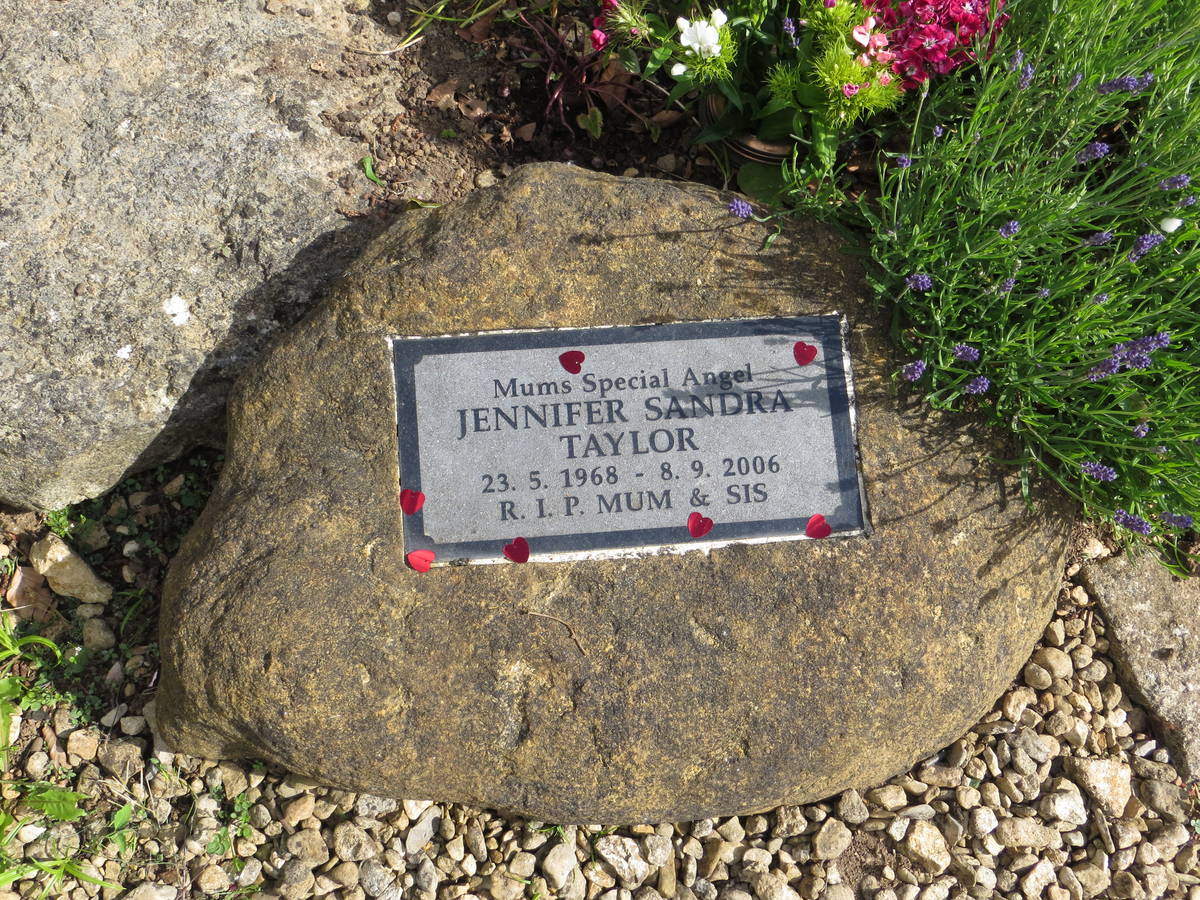 Mums Special Angel
JENNIFER SANDRA
TAYLOR
23. 5. 1968 - 8. 9. 2006
R. I. P. MUM & SIS